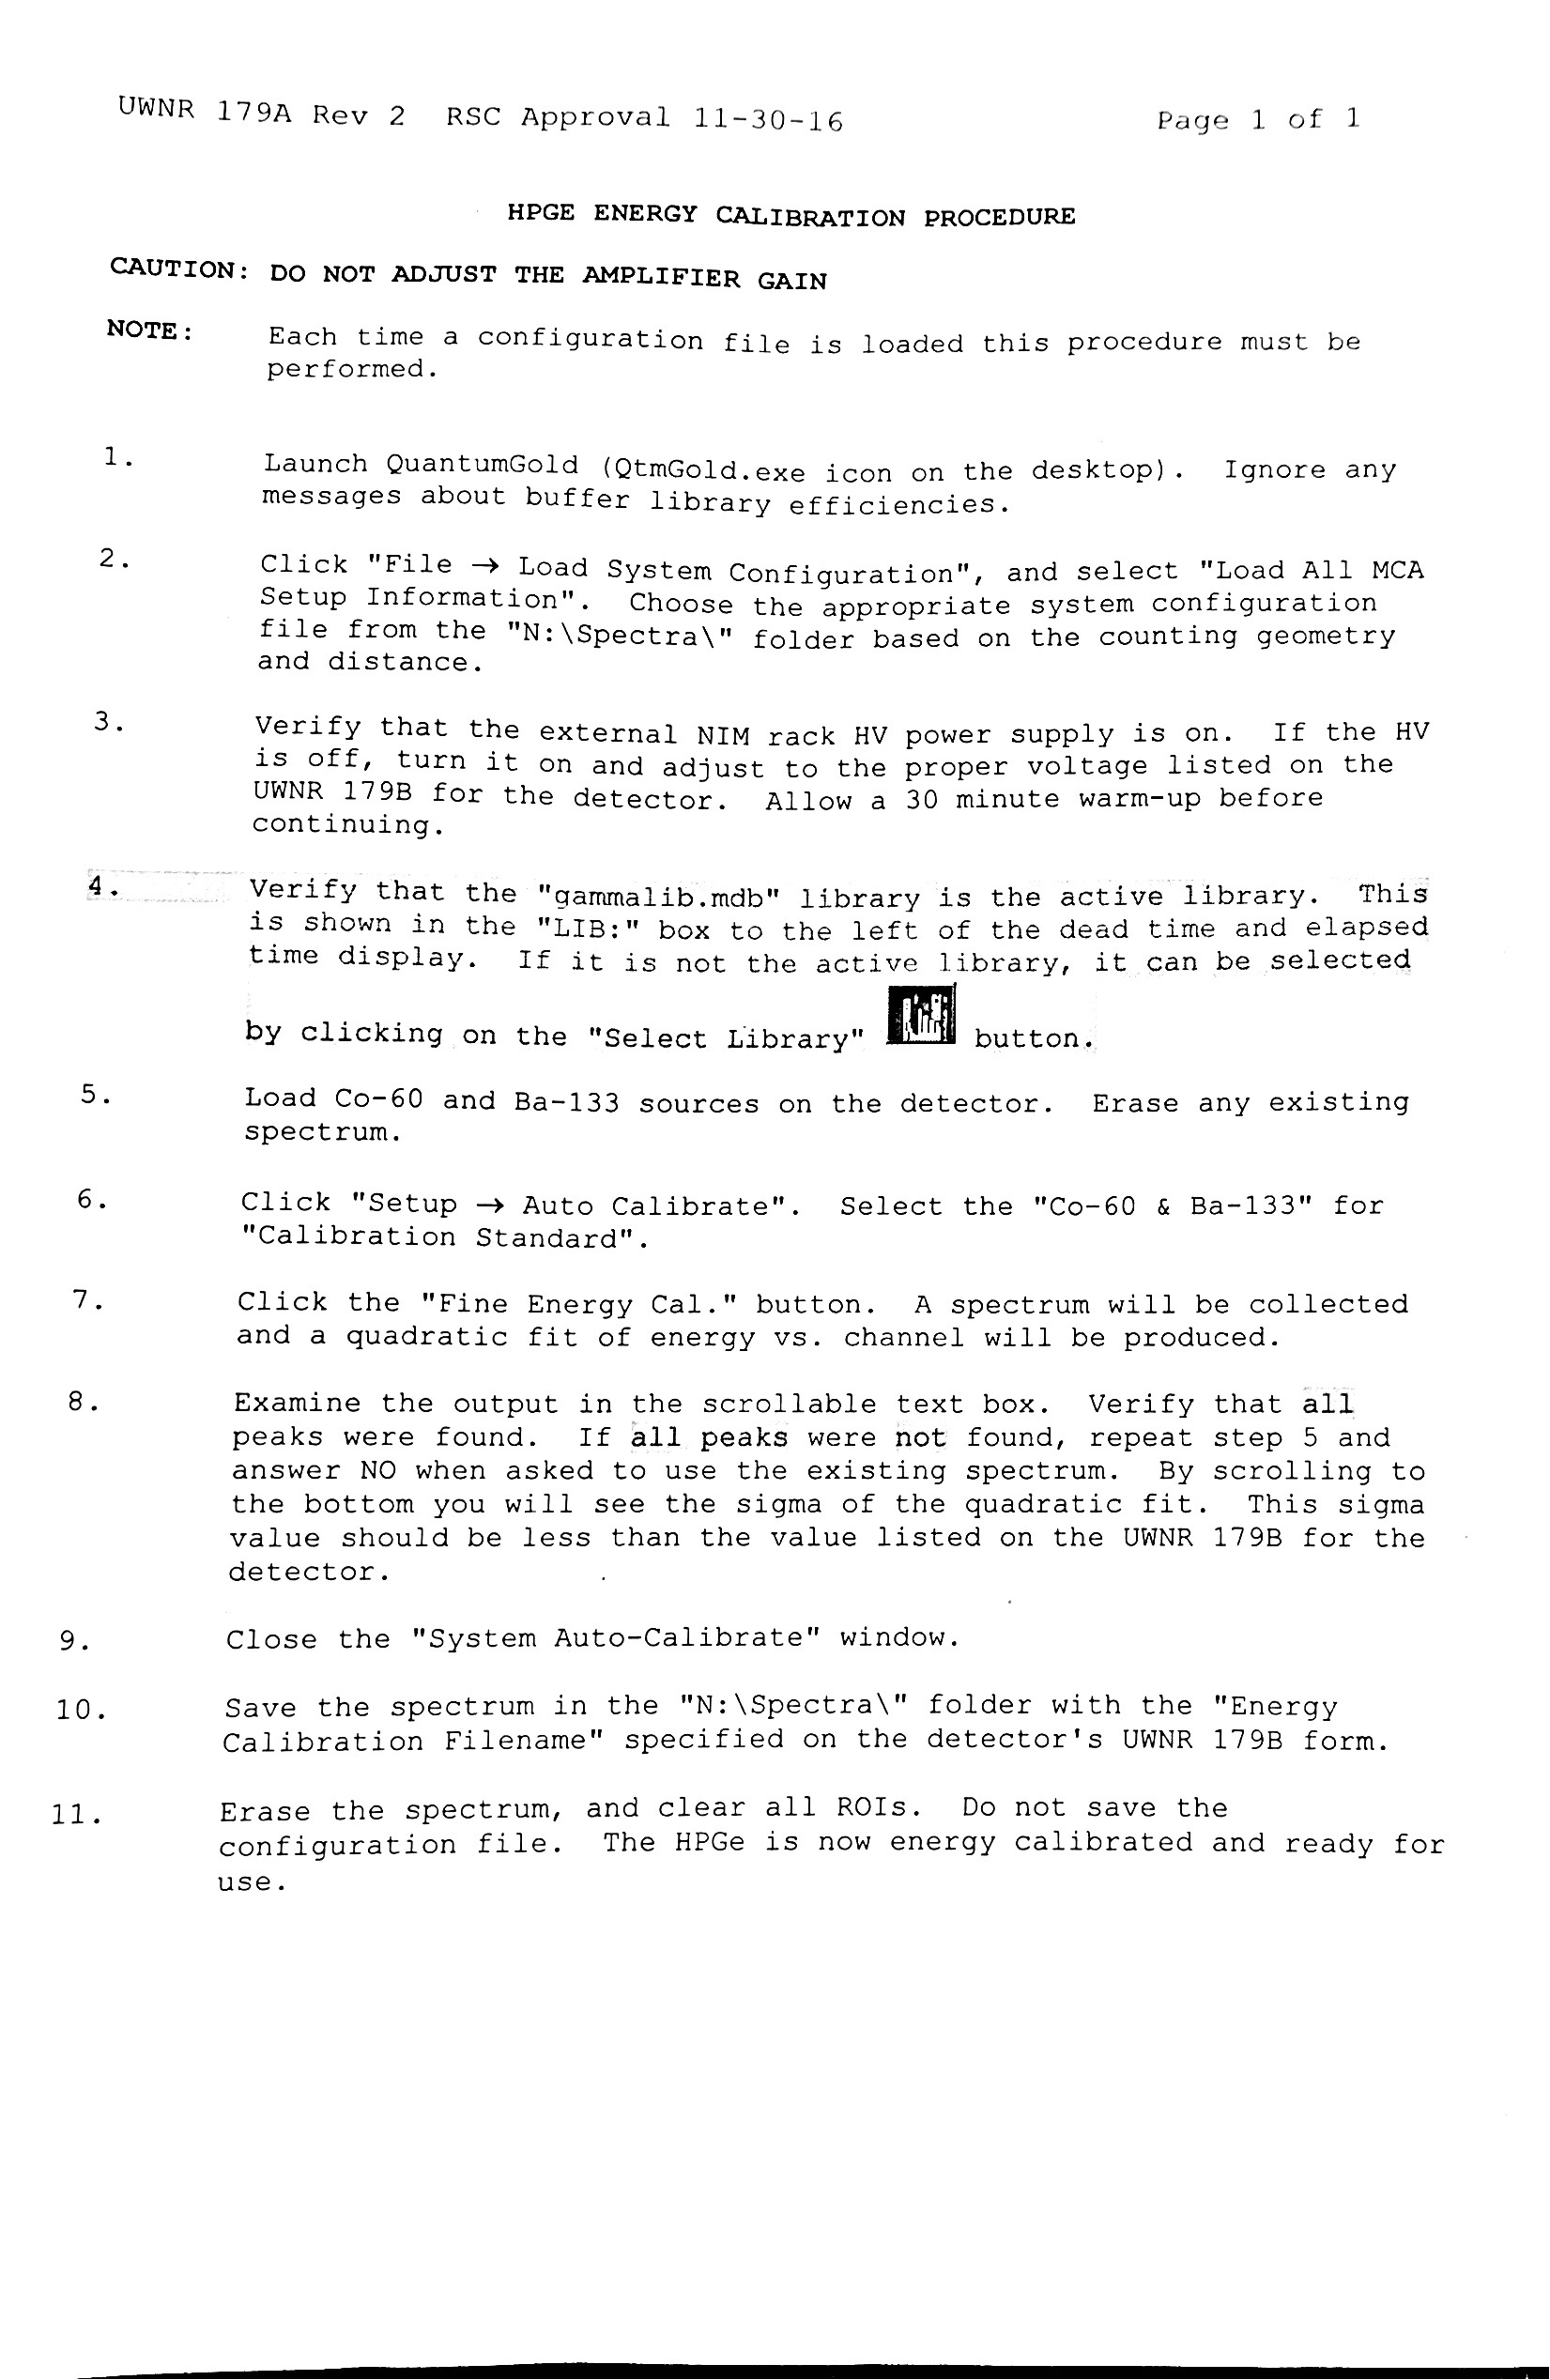 UWNR 179A Rev 2 RSC Approval 11-30-16 Page 1 of 1
HPGE ENERGY CALIBRATION PROCEDURE
CAUTION: DO NOT ADJUST THE AMPLIFIER GAIN
NOTE: Each time a configuration file is loaded this procedure must be
performed.
1. Launch QuantumGold (QtmGold.exe icon on the desktop). Ignore any
messages about buffer library efficiencies.
2. Click "File → Load System Configuration", and select "Load All MCA
Setup Information". Choose the appropriate system configuration
file from the "N:\Spectra\" folder based on the counting geometry
and distance.
3. Verify that the external NIM rack HV power supply is on. If the HV
is off, turn it on and adjust to the proper voltage listed on the
UWNR 179B for the detector. Allow a 30 minute warm-up before
continuing.
4. Verify that the "gammalib.mdb" library is the active library. This
is shown in the "LIB:" box to the left of the dead time and elapsed
time display. If it is not the active library, it can be selected
by clicking on the "Select Library" button.
5. Load Co-60 and Ba-133 sources on the detector. Erase any existing
spectrum.
6. Click "Setup → Auto Calibrate". Select the "Co-60 & Ba-133" for
"Calibration Standard".
7. Click the "Fine Energy Cal." button. A spectrum will be collected
and a quadratic fit of energy vs. channel will be produced.
8. Examine the output in the scrollable text box. Verify that all
peaks were found. If all peaks were not found, repeat step 5 and
answer NO when asked to use the existing spectrum. By scrolling to
the bottom you will see the sigma of the quadratic fit. This sigma
value should be less than the value listed on the UWNR 179B for the
detector.
9. Close the "System Auto-Calibrate" window.
10. Save the spectrum in the "N:\Spectra\" folder with the "Energy
Calibration Filename" specified on the detector's UWNR 179B form.
11. Erase the spectrum, and clear all ROIs. Do not save the
configuration file. The HPGe is now energy calibrated and ready for
use.